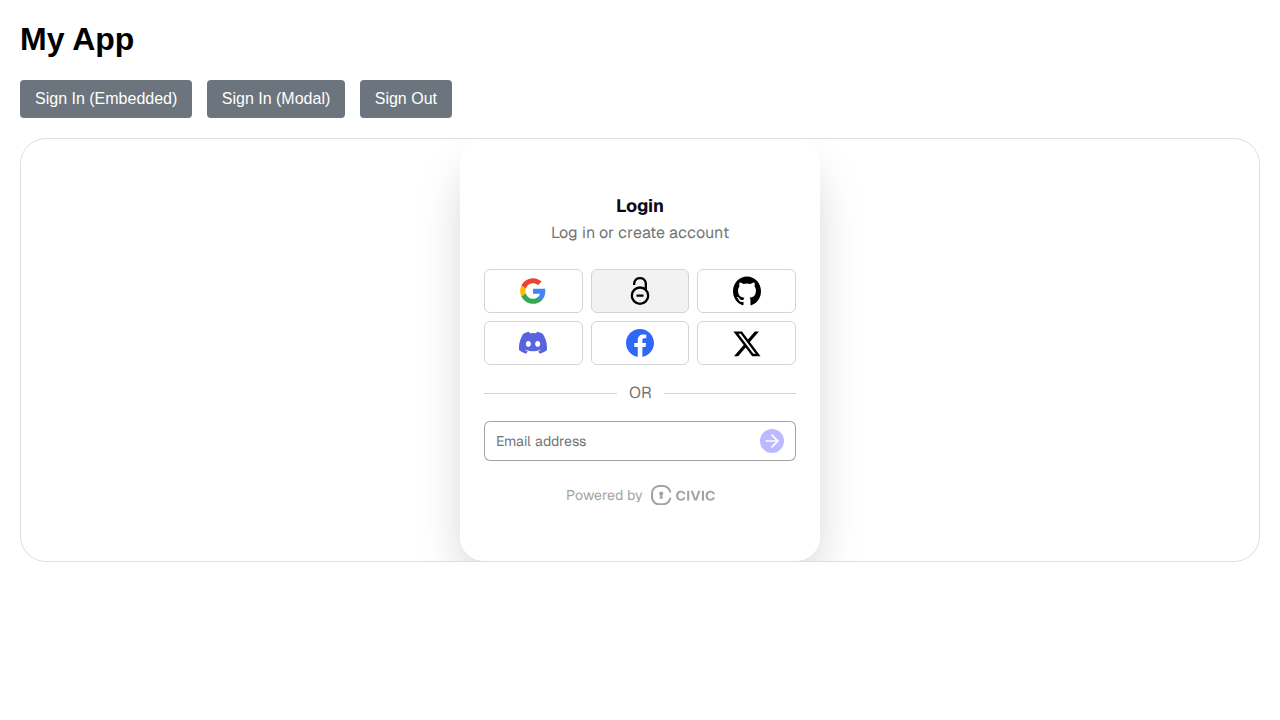 My App
Sign In (Embedded) Sign In (Modal) Sign Out
Login
Log in or create account
OR
Email address
Powered by CIVIC